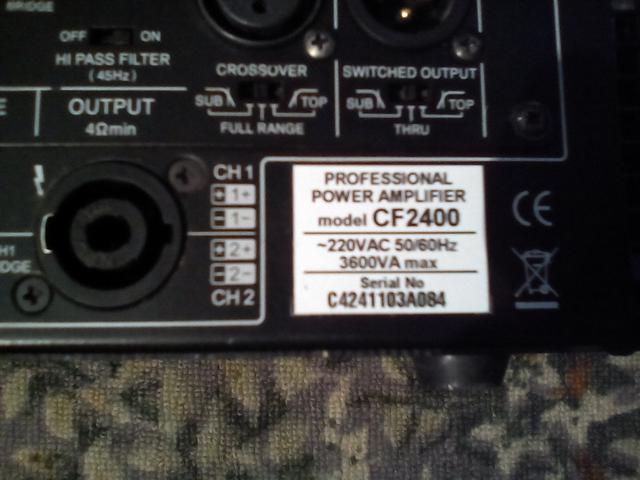 BRIDGE
OFF ON
HI PASS FILTER
(45Hz)
CROSSOVER
SUB TOP
FULL RANGE
SWITCHED OUTPUT
SUB TOP
THRU
OUTPUT
4Ωmin
CH 1
+ 1+
- 1-
+ 2+
- 2-
CH 2
PROFESSIONAL
POWER AMPLIFIER
model CF2400
~220VAC 50/60Hz
3600VA max
Serial No
C4241103A084
CE